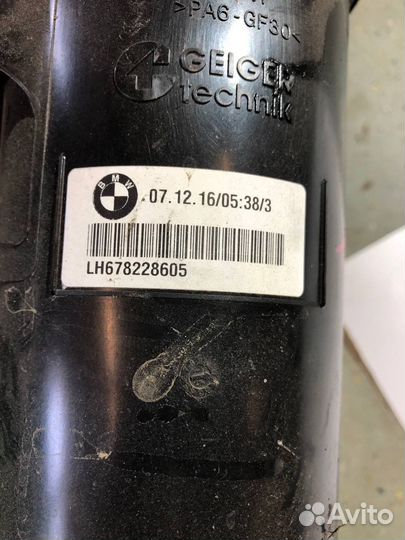 >PA6-GF30<
GEIGER
technik
BMW
07.12.16/05:38/3
LH678228605
Avito